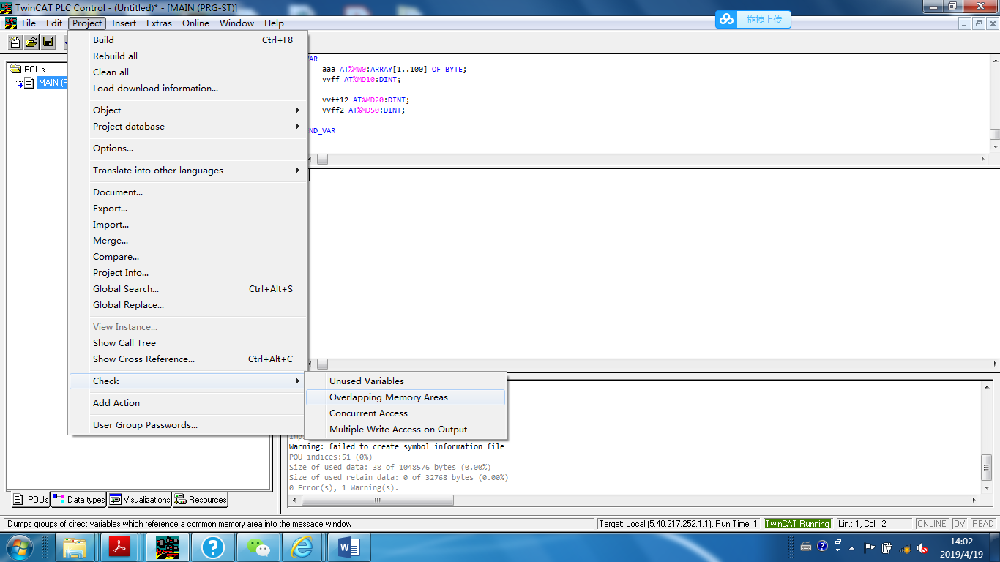 TwinCAT PLC Control - (Untitled)* - [MAIN (PRG-ST)]
File Edit Project Insert Extras Online Window Help
拖拽上传
Build Ctrl+F8
Rebuild all
Clean all
Load download information...
Object
Project database
Options...
Translate into other languages
Document...
Export...
Import...
Merge...
Compare...
Project Info...
Global Search... Ctrl+Alt+S
Global Replace...
View Instance...
Show Call Tree
Show Cross Reference... Ctrl+Alt+C
Check
Add Action
User Group Passwords...
Unused Variables
Overlapping Memory Areas
Concurrent Access
Multiple Write Access on Output
POUs
MAIN (F
AR
aaa AT%MW0:ARRAY[1..100] OF BYTE;
vvff AT%MD10:DINT;
vvff12 AT%MD20:DINT;
vvff2 AT%MD50:DINT;
ND_VAR
Warning: failed to create symbol information file
POU indices:51 (0%)
Size of used data: 38 of 1048576 bytes (0.00%)
Size of used retain data: 0 of 32768 bytes (0.00%)
0 Error(s), 1 Warning(s).
POUs Data types Visualizations Resources
Dumps groups of direct variables which reference a common memory area into the message window
Target: Local (5.40.217.252.1.1), Run Time: 1 TwinCAT Running Lin.: 1, Col.: 2 ONLINE OV READ
14:02
2019/4/19